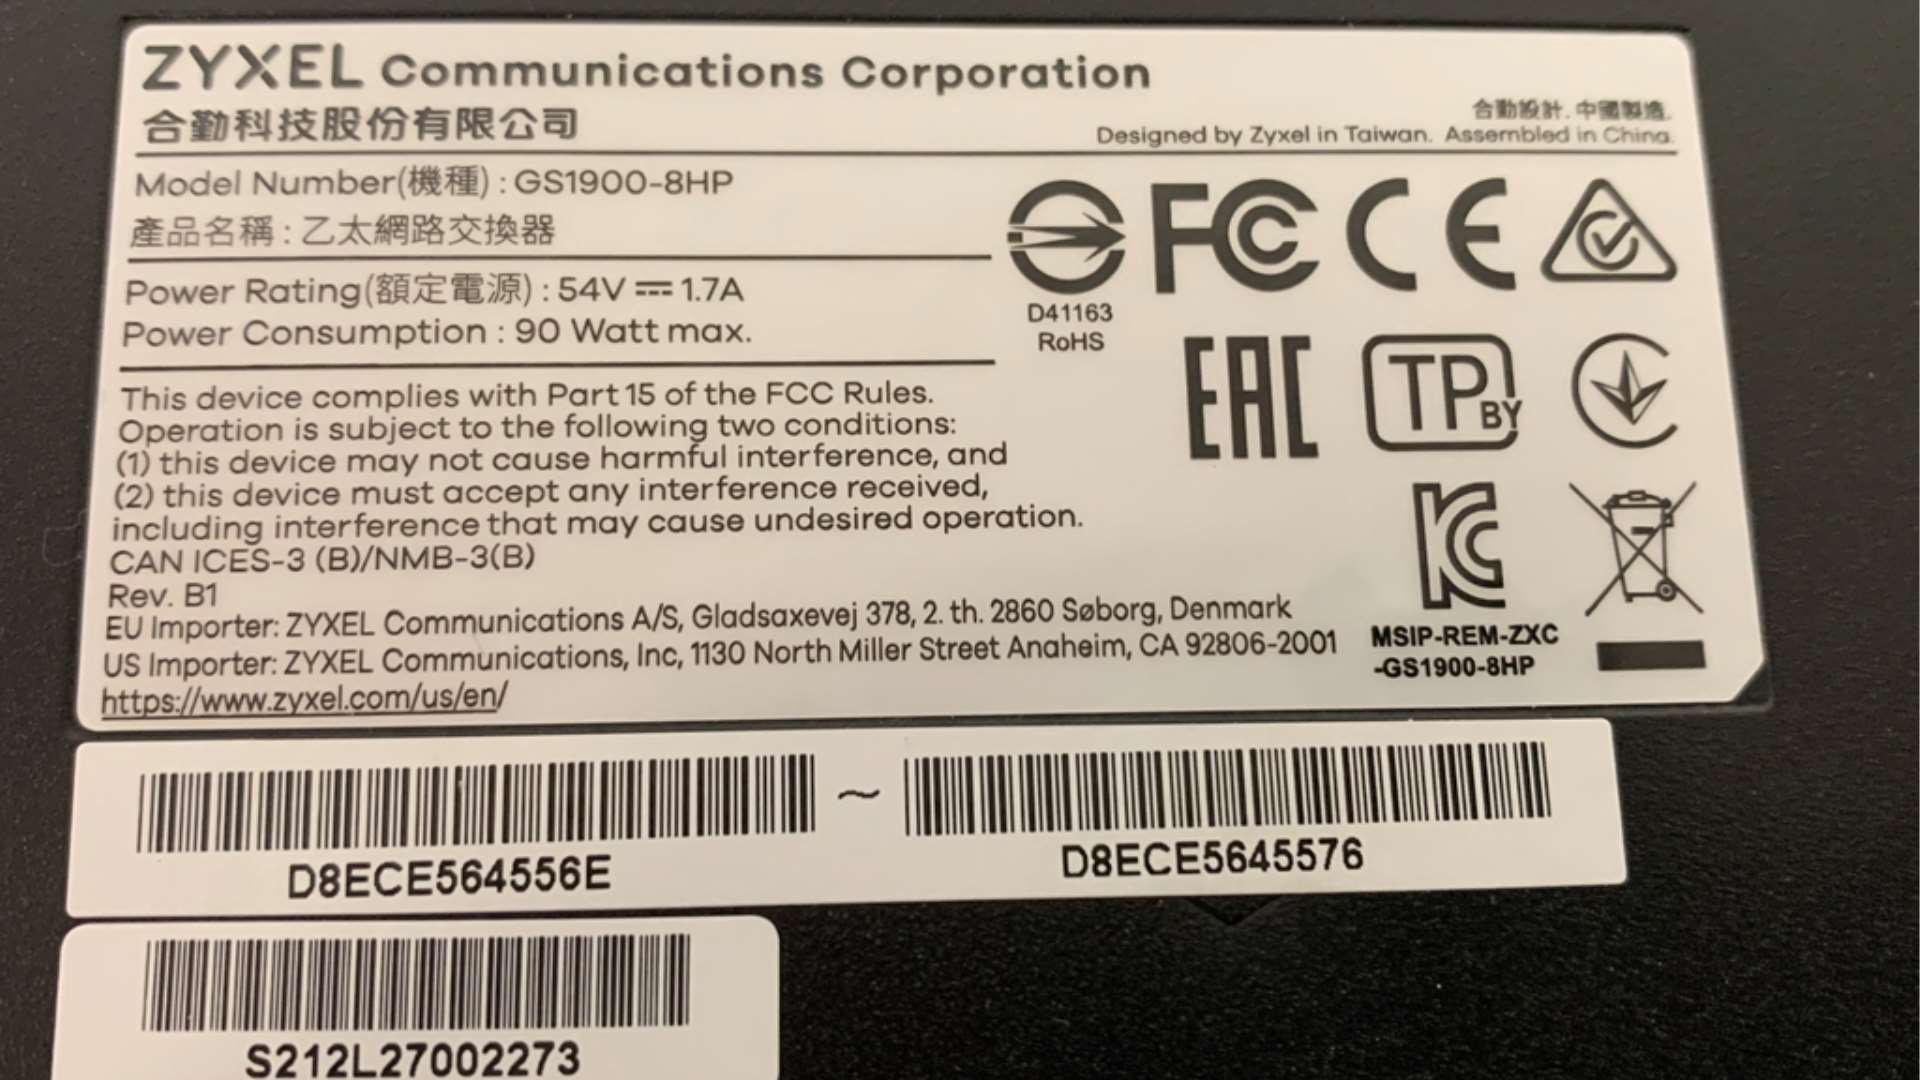 ZYXEL Communications Corporation
合勤科技股份有限公司
合勤設計. 中國製造.
Designed by Zyxel in Taiwan. Assembled in China.
Model Number(機種) : GS1900-8HP
產品名稱 : 乙太網路交換器
Power Rating(額定電源) : 54V ⎓ 1.7A
Power Consumption : 90 Watt max.
D41163
RoHS
FC CE
EAC TP BY
This device complies with Part 15 of the FCC Rules.
Operation is subject to the following two conditions:
(1) this device may not cause harmful interference, and
(2) this device must accept any interference received,
including interference that may cause undesired operation.
CAN ICES-3 (B)/NMB-3(B)
Rev. B1
EU Importer: ZYXEL Communications A/S, Gladsaxevej 378, 2. th. 2860 Søborg, Denmark
US Importer: ZYXEL Communications, Inc, 1130 North Miller Street Anaheim, CA 92806-2001
https://www.zyxel.com/us/en/
KC
MSIP-REM-ZXC
-GS1900-8HP
D8ECE564556E ~ D8ECE5645576
S212L27002273